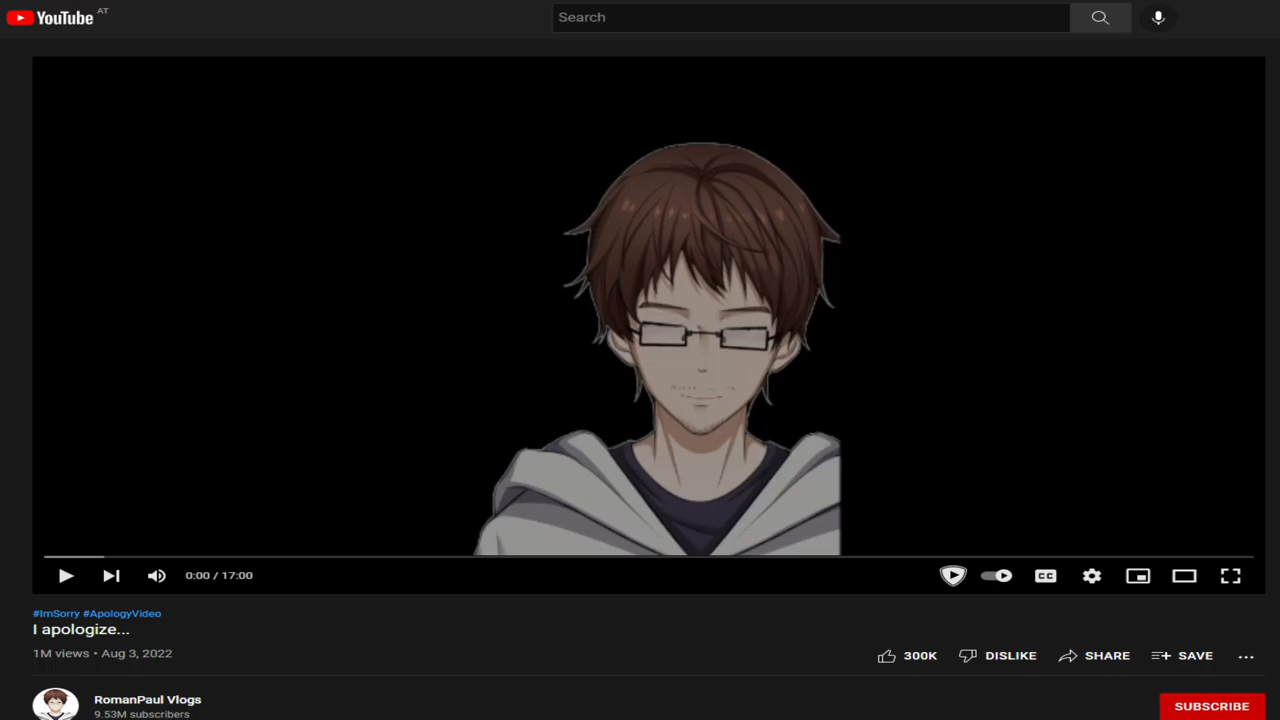 YouTube AT
Search
0:00 / 17:00
CC
#ImSorry #ApologyVideo
I apologize...
1M views • Aug 3, 2022
300K DISLIKE SHARE SAVE
RomanPaul Vlogs
9.53M subscribers
SUBSCRIBE